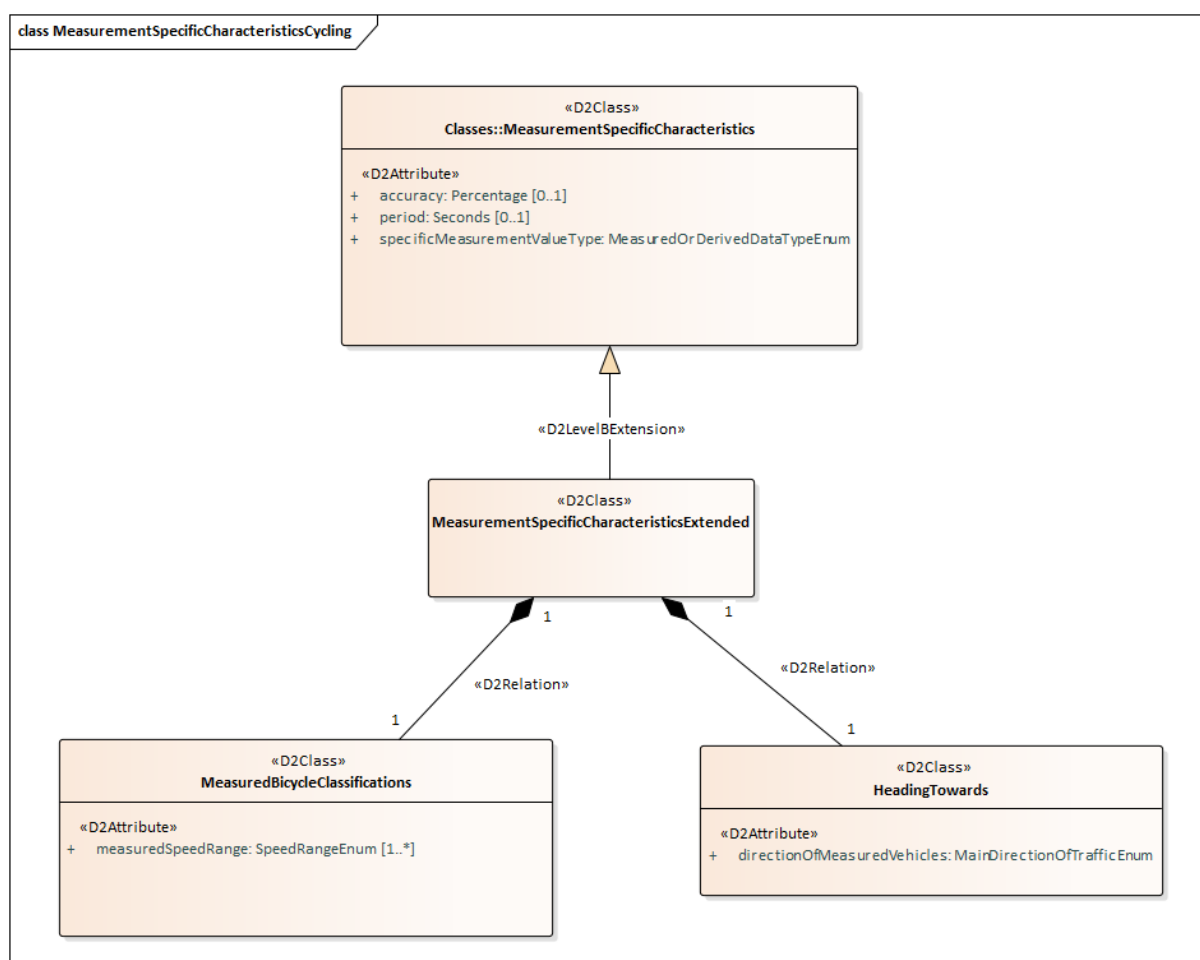 class MeasurementSpecificCharacteristicsCycling
«D2Class»
Classes::MeasurementSpecificCharacteristics
«D2Attribute»
+ accuracy: Percentage [0..1]
+ period: Seconds [0..1]
+ specificMeasurementValueType: MeasuredOrDerivedDataTypeEnum
«D2LevelBExtension»
«D2Class»
MeasurementSpecificCharacteristicsExtended
1
1
«D2Relation»
«D2Relation»
1
1
«D2Class»
MeasuredBicycleClassifications
«D2Attribute»
+ measuredSpeedRange: SpeedRangeEnum [1..*]
«D2Class»
HeadingTowards
«D2Attribute»
+ directionOfMeasuredVehicles: MainDirectionOfTrafficEnum